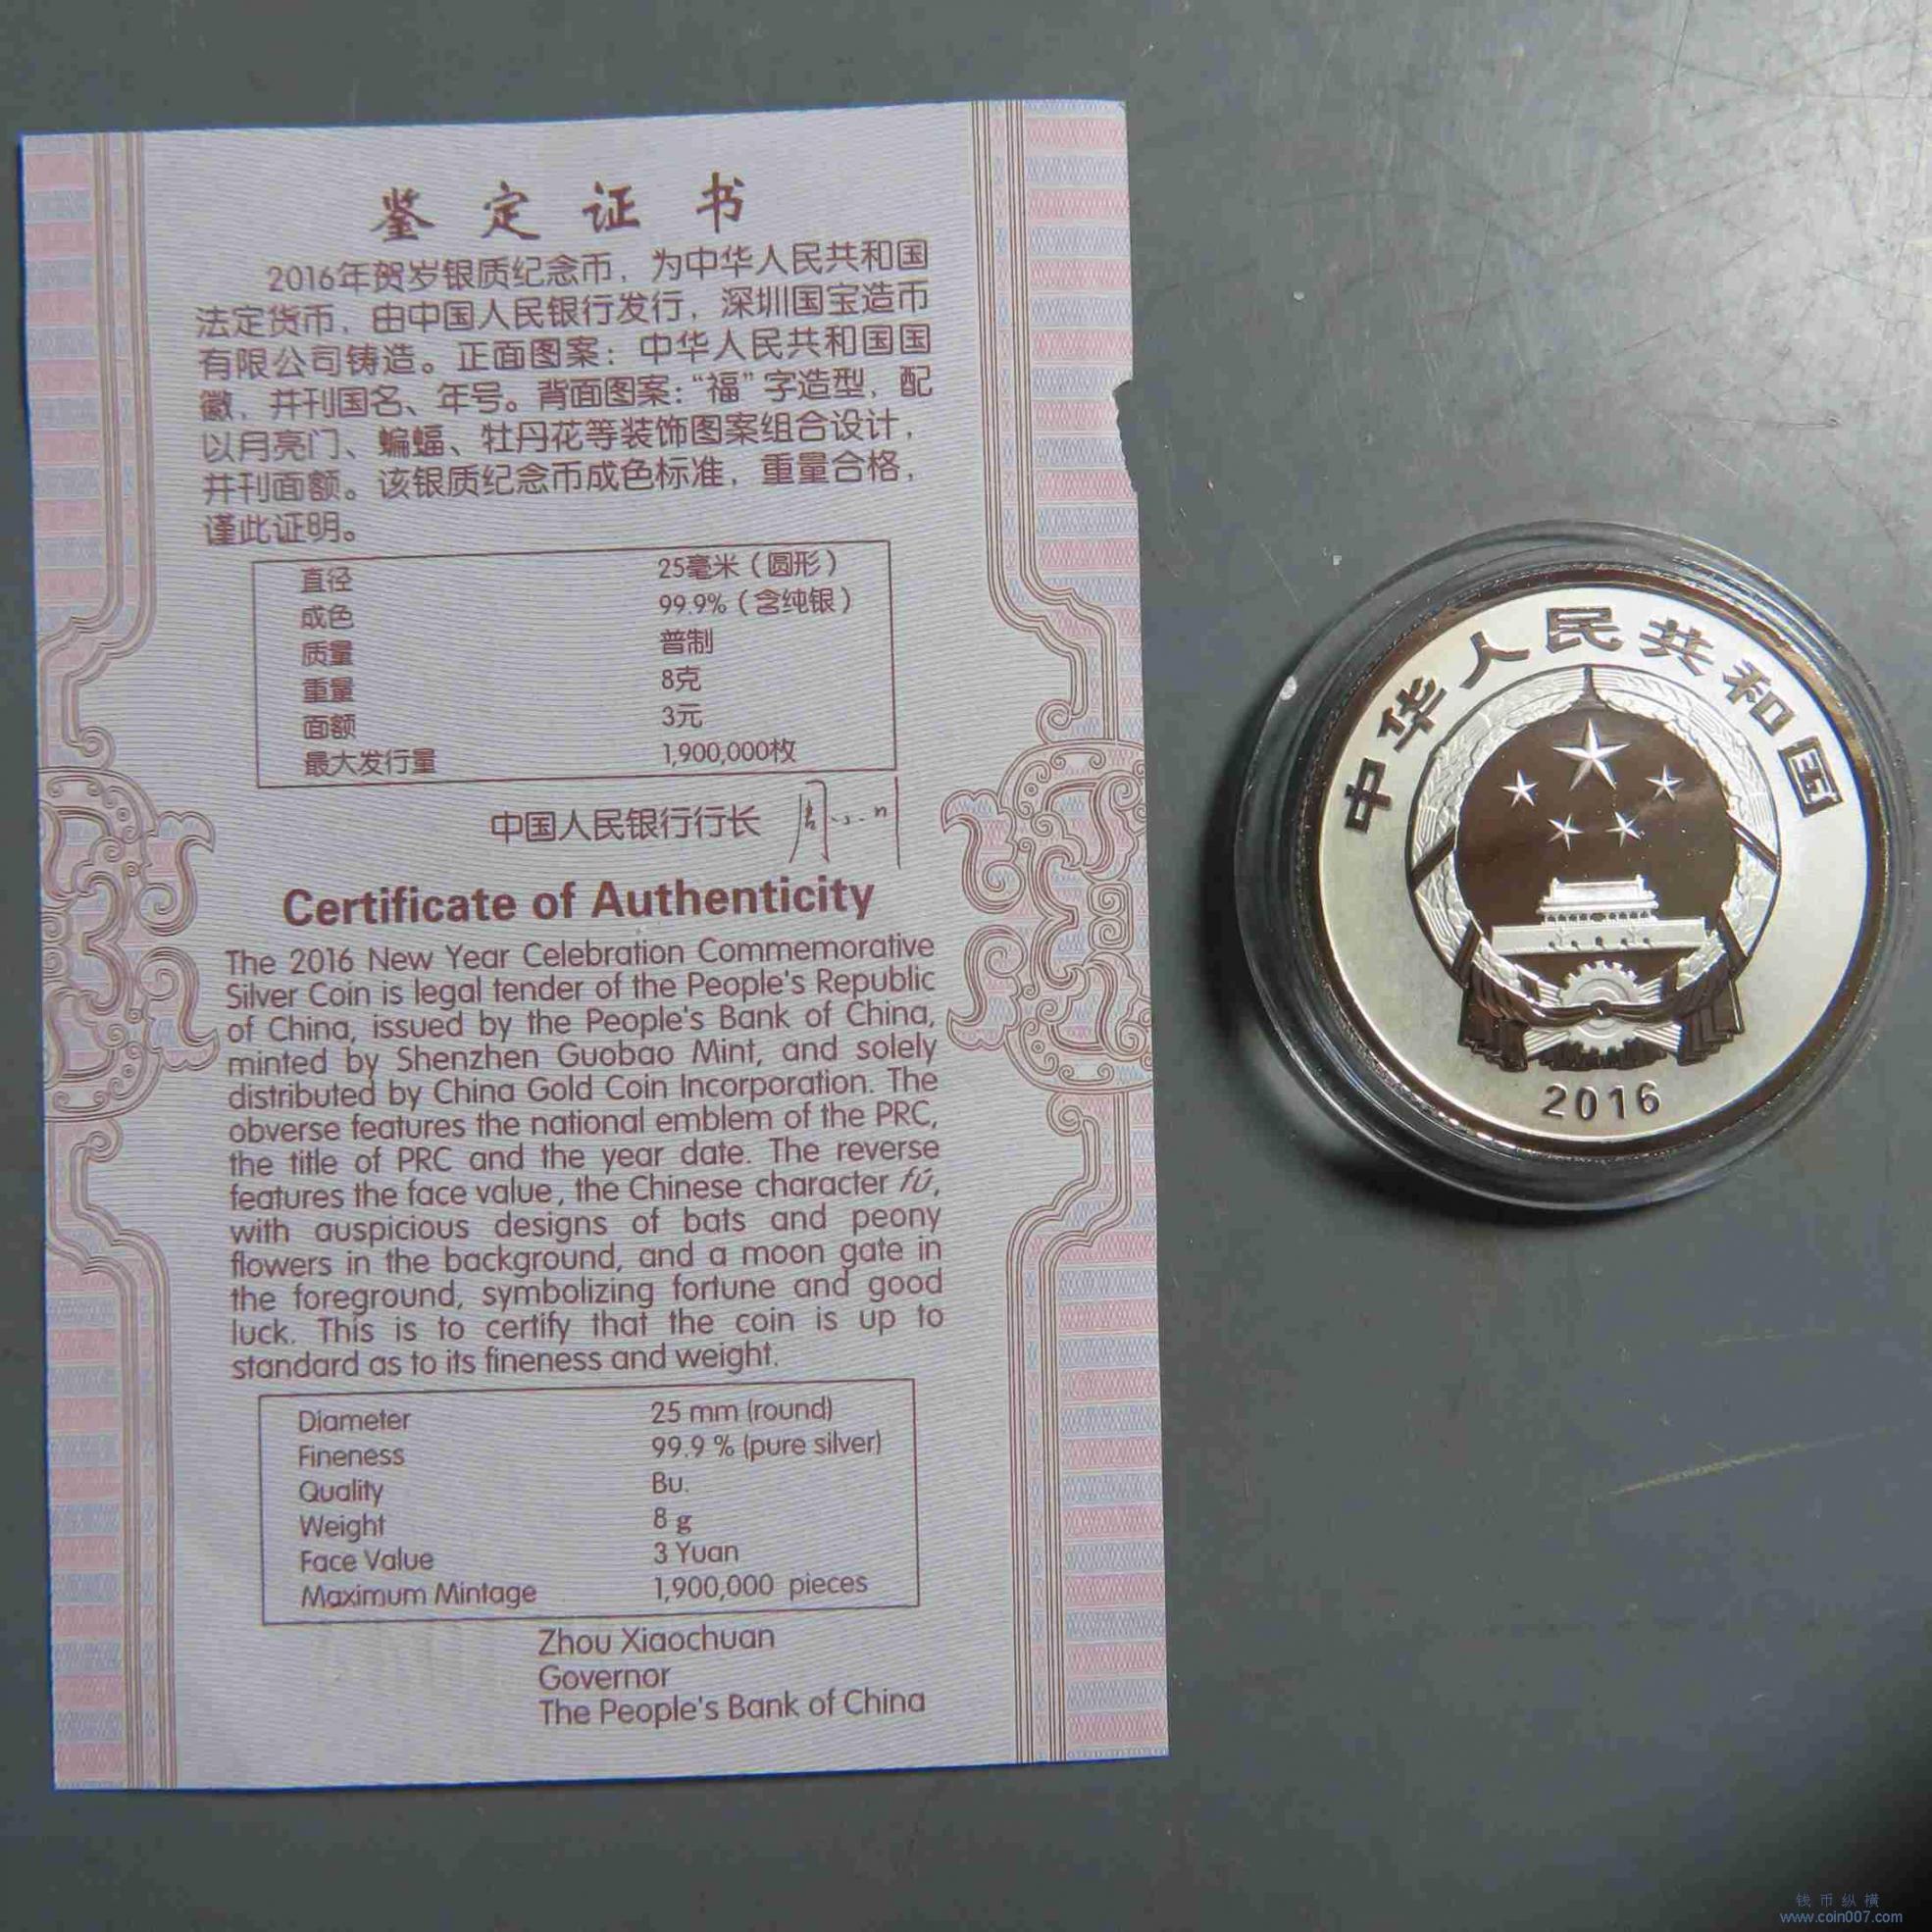 鉴定证书
2016年贺岁银质纪念币，为中华人民共和国
法定货币，由中国人民银行发行，深圳国宝造币
有限公司铸造。正面图案：中华人民共和国国
徽，并刊国名、年号。背面图案：“福”字造型，配
以月亮门、蝙蝠、牡丹花等装饰图案组合设计，
并刊面额。该银质纪念币成色标准，重量合格，
谨此证明。
直径 25毫米（圆形）
成色 99.9%（含纯银）
质量 普制
重量 8克
面额 3元
最大发行量 1,900,000枚
中国人民银行行长 周小川
Certificate of Authenticity
The 2016 New Year Celebration Commemorative
Silver Coin is legal tender of the People's Republic
of China, issued by the People's Bank of China,
minted by Shenzhen Guobao Mint, and solely
distributed by China Gold Coin Incorporation. The
obverse features the national emblem of the PRC,
the title of PRC and the year date. The reverse
features the face value, the Chinese character fú,
with auspicious designs of bats and peony
flowers in the background, and a moon gate in
the foreground, symbolizing fortune and good
luck. This is to certify that the coin is up to
standard as to its fineness and weight.
Diameter 25 mm (round)
Fineness 99.9 % (pure silver)
Quality Bu.
Weight 8 g
Face Value 3 Yuan
Maximum Mintage 1,900,000 pieces
Zhou Xiaochuan
Governor
The People's Bank of China
中华人民共和国
2016
钱币纵横
www.coin007.com